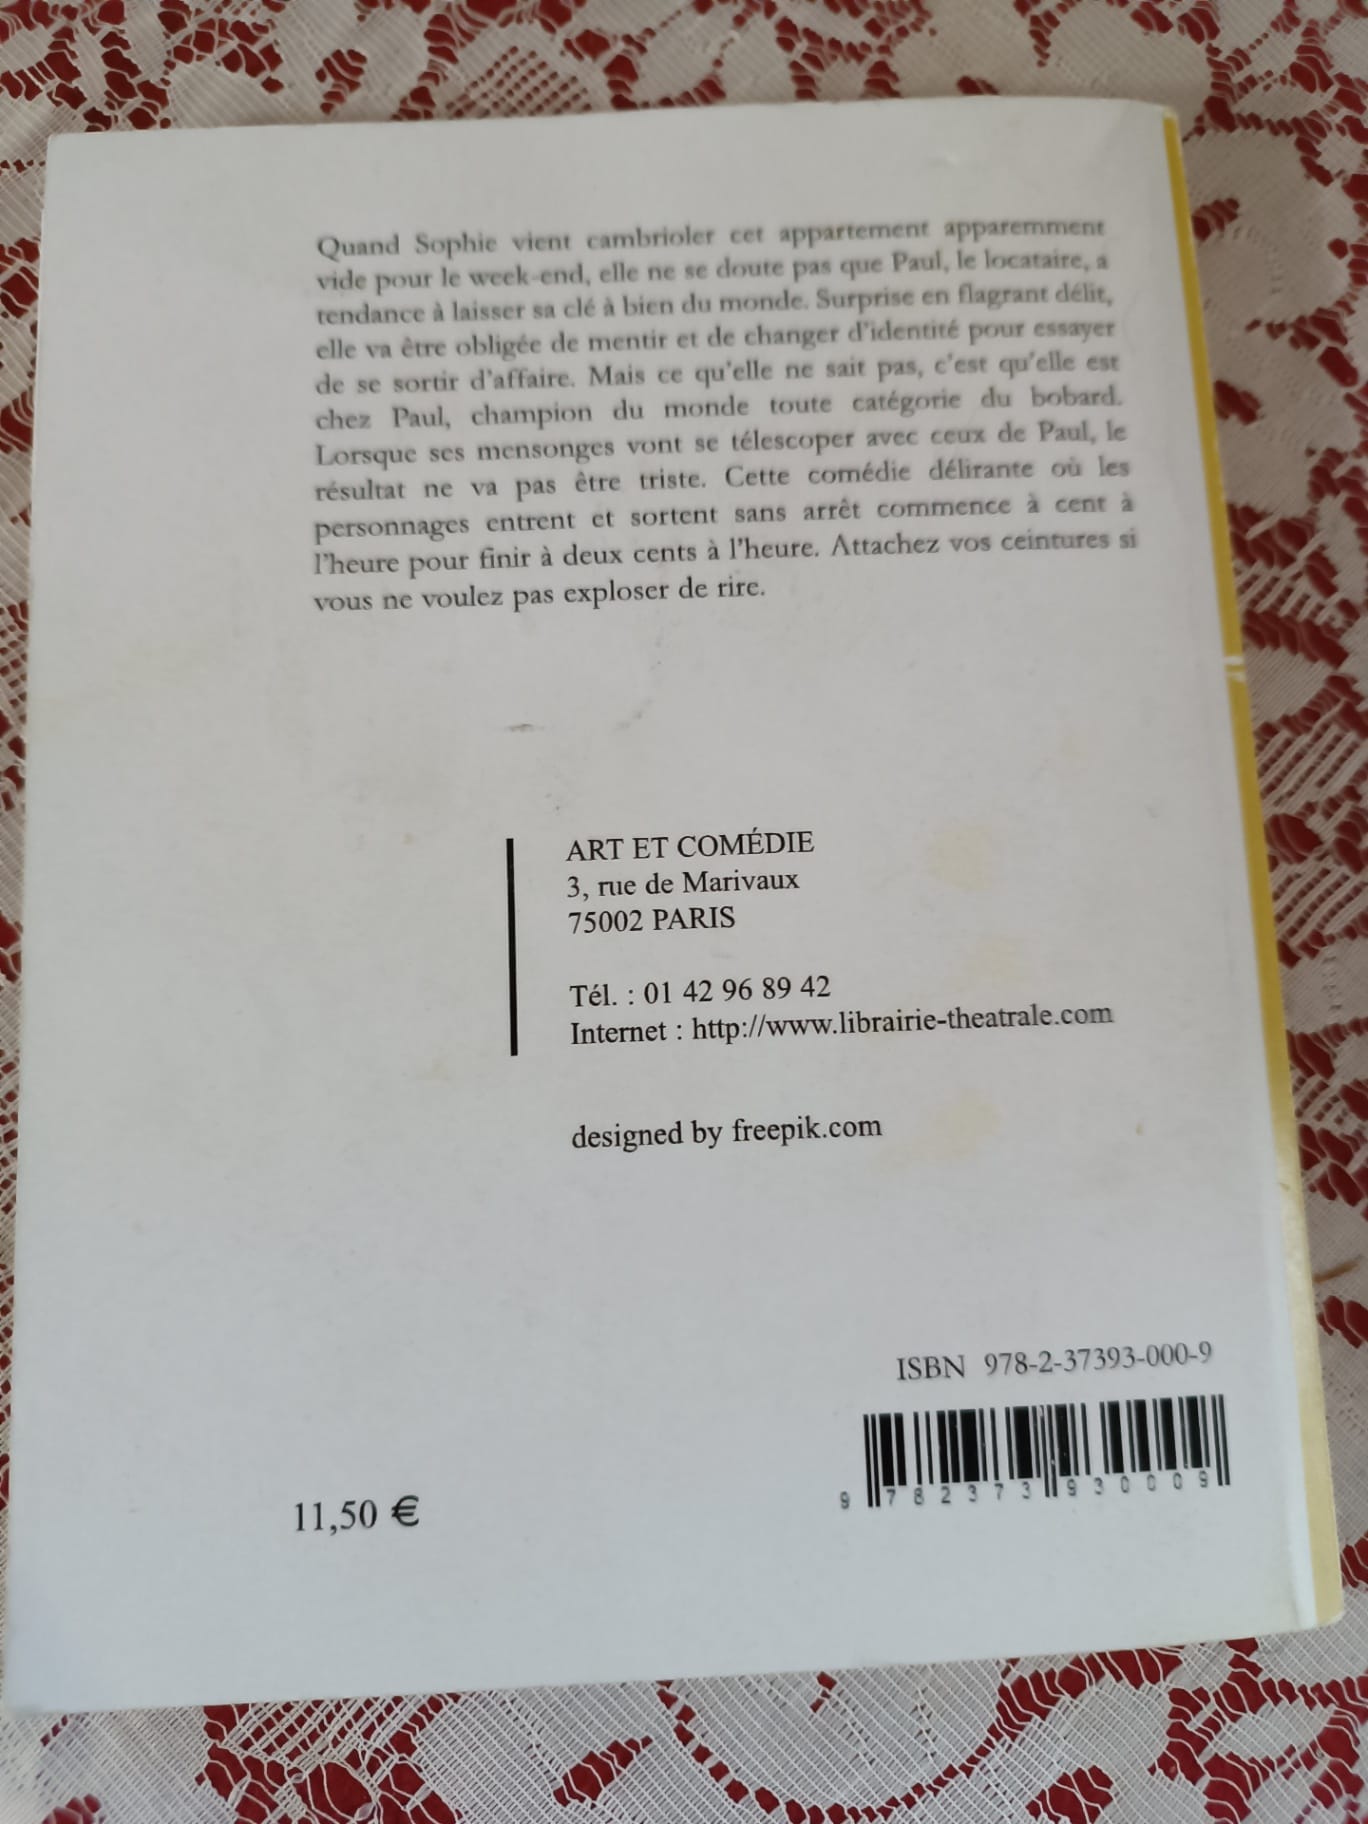 Quand Sophie vient cambrioler cet appartement apparemment
vide pour le week-end, elle ne se doute pas que Paul, le locataire, a
tendance à laisser sa clé à bien du monde. Surprise en flagrant délit,
elle va être obligée de mentir et de changer d'identité pour essayer
de se sortir d'affaire. Mais ce qu'elle ne sait pas, c'est qu'elle est
chez Paul, champion du monde toute catégorie du bobard.
Lorsque ses mensonges vont se télescoper avec ceux de Paul, le
résultat ne va pas être triste. Cette comédie délirante où les
personnages entrent et sortent sans arrêt commence à cent à
l'heure pour finir à deux cents à l'heure. Attachez vos ceintures si
vous ne voulez pas exploser de rire.
ART ET COMÉDIE
3, rue de Marivaux
75002 PARIS
Tél. : 01 42 96 89 42
Internet : http://www.librairie-theatrale.com
designed by freepik.com
ISBN 978-2-37393-000-9
9 782373 930009
11,50 €